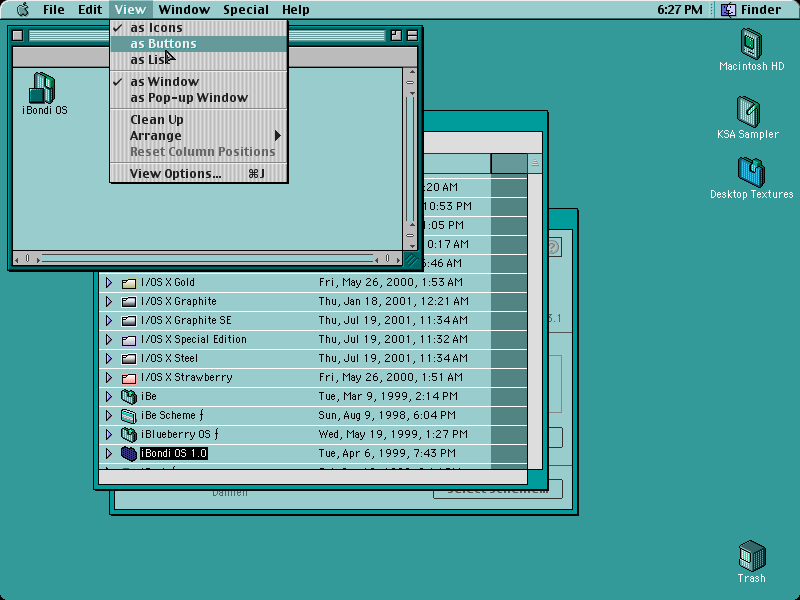 File Edit View Window Special Help 6:27 PM Finder
as Icons
as Buttons
as List
as Window
as Pop-up Window
Clean Up
Arrange
Reset Column Positions
View Options... ⌘J
iBondi OS
Macintosh HD
KSA Sampler
Desktop Textures
:20 AM
10:53 PM
1:05 PM
0:17 AM
5:46 AM
I/OS X Gold Fri, May 26, 2000, 1:53 AM
I/OS X Graphite Thu, Jan 18, 2001, 12:21 AM
I/OS X Graphite SE Thu, Jul 19, 2001, 11:34 AM
I/OS X Special Edition Thu, Jul 19, 2001, 11:32 AM
I/OS X Steel Thu, Jul 19, 2001, 11:34 AM
I/OS X Strawberry Fri, May 26, 2000, 1:51 AM
iBe Tue, Mar 9, 1999, 2:14 PM
iBe Scheme ƒ Sun, Aug 9, 1998, 6:04 PM
iBlueberry OS ƒ Wed, May 19, 1999, 1:27 PM
iBondi OS 1.0 Tue, Apr 6, 1999, 7:43 PM
3.1
Damien
Select Scheme...
Trash